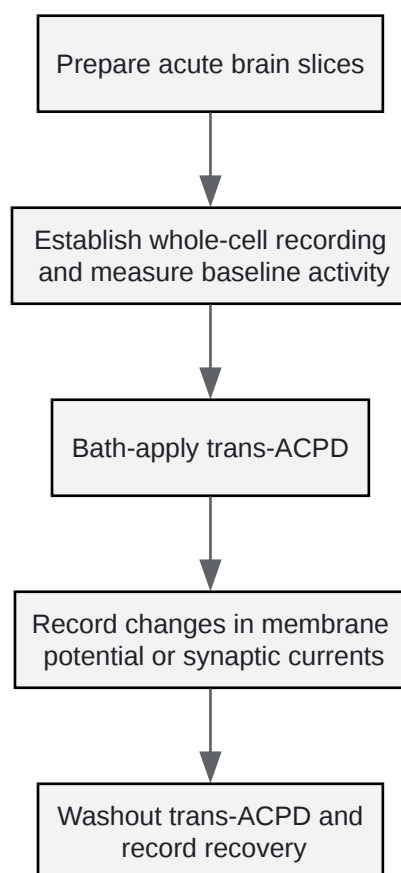 Prepare acute brain slices
Establish whole-cell recording
and measure baseline activity
Bath-apply trans-ACPD
Record changes in membrane
potential or synaptic currents
Washout trans-ACPD and
record recovery